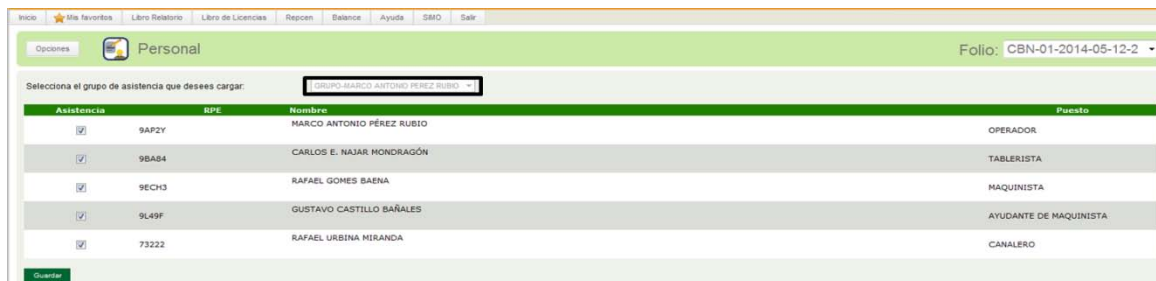 Inicio Mis favoritos Libro Relatorio Libro de Licencias Repcen Balance Ayuda SIMO Salir
Opciones Personal Folio: CBN-01-2014-05-12-2
Selecciona el grupo de asistencia que desees cargar: GRUPO-MARCO ANTONIO PEREZ RUBIO
Asistencia RPE Nombre Puesto
9AP2Y MARCO ANTONIO PÉREZ RUBIO OPERADOR
9BA84 CARLOS E. NAJAR MONDRAGÓN TABLERISTA
9ECH3 RAFAEL GOMES BAENA MAQUINISTA
9L49F GUSTAVO CASTILLO BAÑALES AYUDANTE DE MAQUINISTA
73222 RAFAEL URBINA MIRANDA CANALERO
Guardar